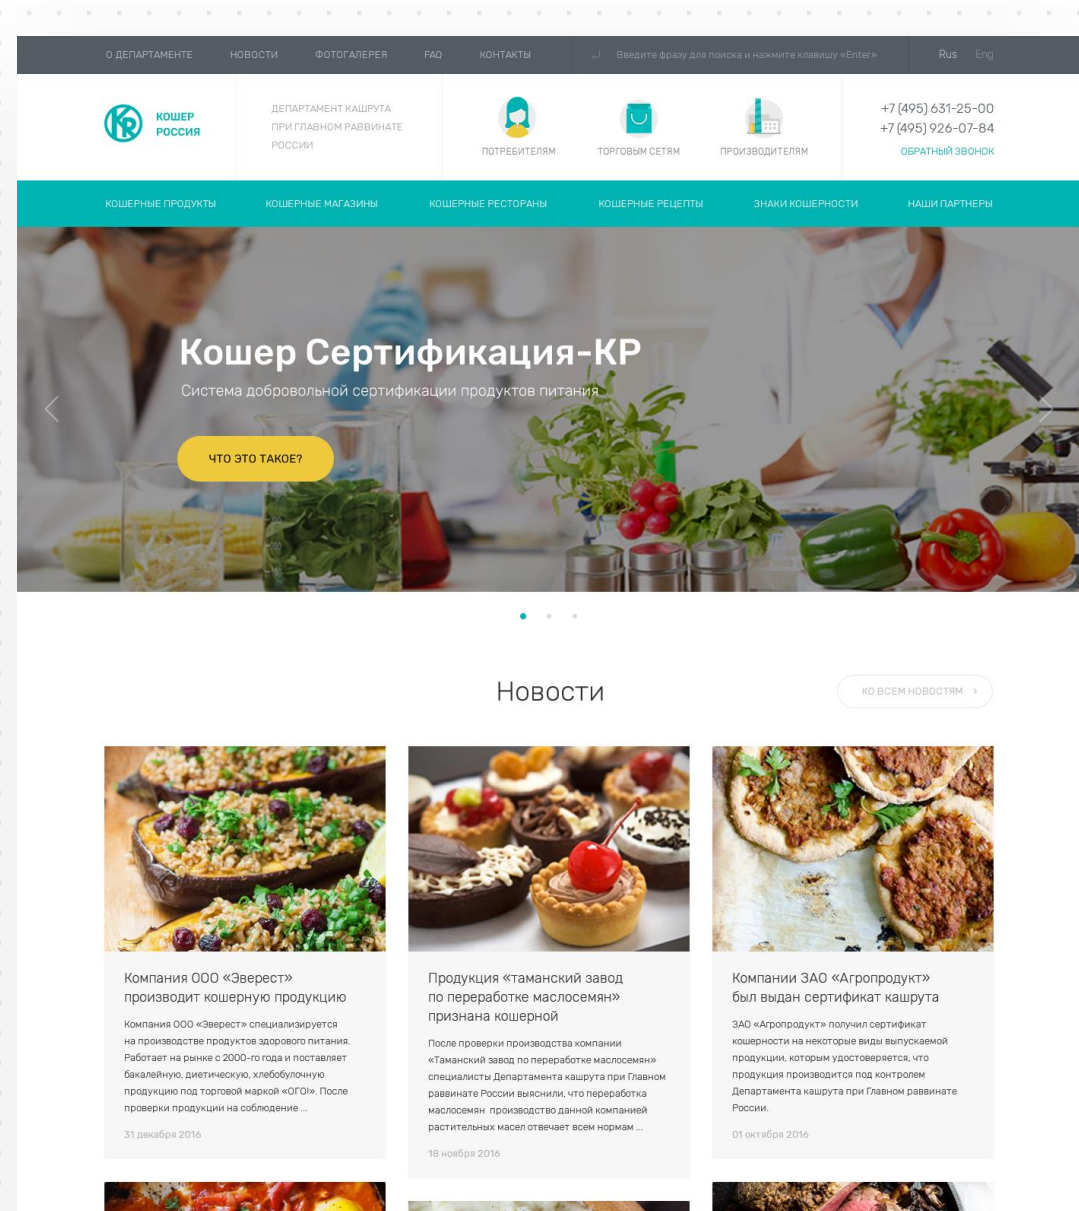 О ДЕПАРТАМЕНТЕ НОВОСТИ ФОТОГАЛЕРЕЯ FAQ КОНТАКТЫ Введите фразу для поиска и нажмите клавишу «Enter» Rus Eng
КОШЕР
РОССИЯ
ДЕПАРТАМЕНТ КАШРУТА
ПРИ ГЛАВНОМ РАВВИНАТЕ
РОССИИ
ПОТРЕБИТЕЛЯМ ТОРГОВЫМ СЕТЯМ ПРОИЗВОДИТЕЛЯМ
+7 (495) 631-25-00
+7 (495) 926-07-84
ОБРАТНЫЙ ЗВОНОК
КОШЕРНЫЕ ПРОДУКТЫ КОШЕРНЫЕ МАГАЗИНЫ КОШЕРНЫЕ РЕСТОРАНЫ КОШЕРНЫЕ РЕЦЕПТЫ ЗНАКИ КОШЕРНОСТИ НАШИ ПАРТНЕРЫ
Кошер Сертификация-КР
Система добровольной сертификации продуктов питания
ЧТО ЭТО ТАКОЕ?
Новости
КО ВСЕМ НОВОСТЯМ >
Компания ООО «Эверест»
производит кошерную продукцию
Компания ООО «Эверест» специализируется
на производстве продуктов здорового питания.
Работает на рынке с 2000-го года и поставляет
бакалейную, диетическую, хлебобулочную
продукцию под торговой маркой «ОГО!». После
проверки продукции на соблюдение ...
31 декабря 2016
Продукция «таманский завод
по переработке маслосемян»
признана кошерной
После проверки производства компании
«Таманский завод по переработке маслосемян»
специалисты Департамента кашрута при Главном
раввинате России выяснили, что переработка
маслосемян производство данной компанией
растительных масел отвечает всем нормам ...
18 ноября 2016
Компании ЗАО «Агропродукт»
был выдан сертификат кашрута
ЗАО «Агропродукт» получил сертификат
кошерности на некоторые виды выпускаемой
продукции, которым удостоверяется, что
продукция производится под контролем
Департамента кашрута при Главном раввинате
России.
01 октября 2016